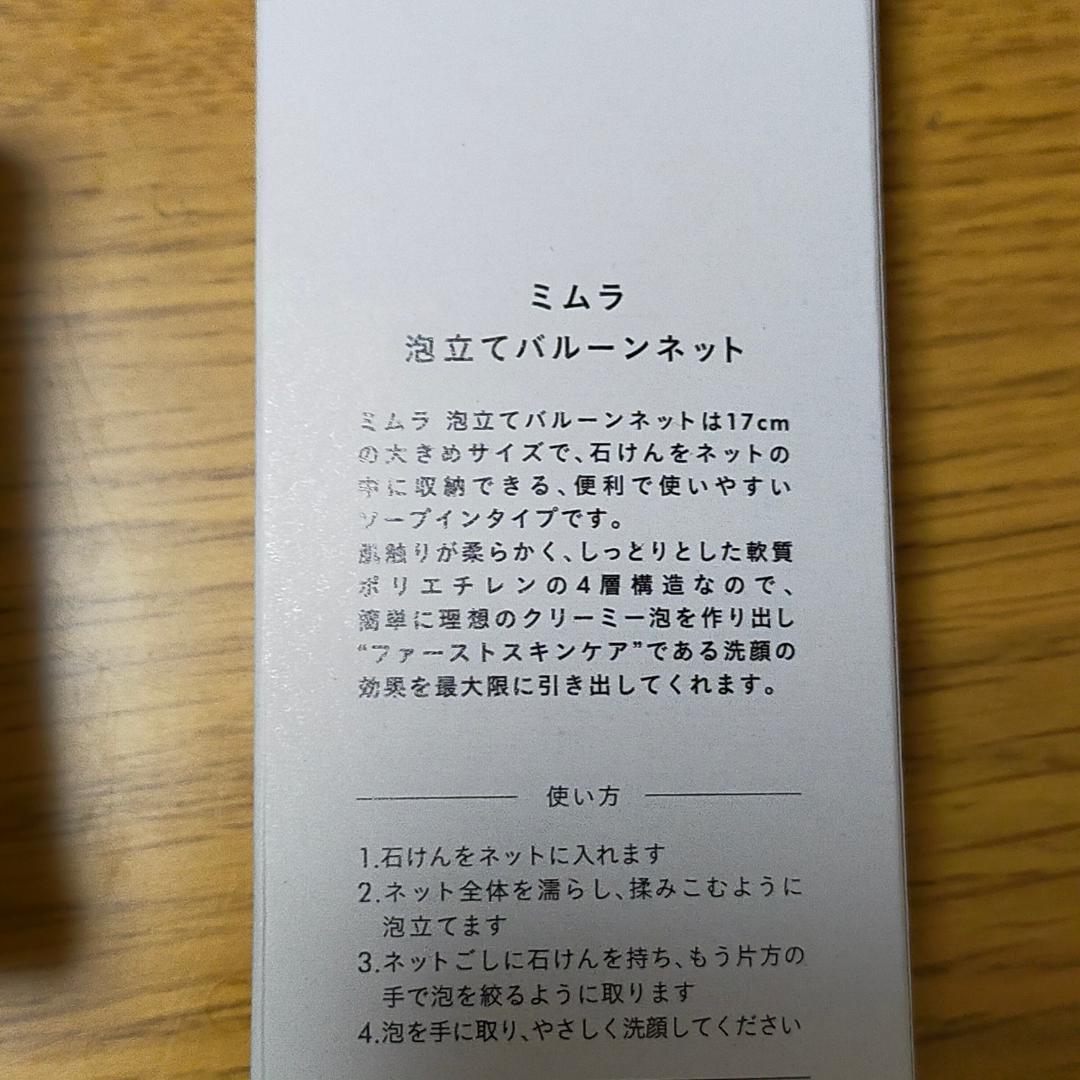 ミムラ
泡立てバルーンネット
ミムラ 泡立てバルーンネットは17cm
の大きめサイズで、石けんをネットの
中に収納できる、便利で使いやすい
ソープインタイプです。
肌触りが柔らかく、しっとりとした軟質
ポリエチレンの4層構造なので、
簡単に理想のクリーミー泡を作り出し
“ファーストスキンケア”である洗顔の
効果を最大限に引き出してくれます。
使い方
1.石けんをネットに入れます
2.ネット全体を濡らし、揉みこむように
泡立てます
3.ネットごしに石けんを持ち、もう片方の
手で泡を絞るように取ります
4.泡を手に取り、やさしく洗顔してください